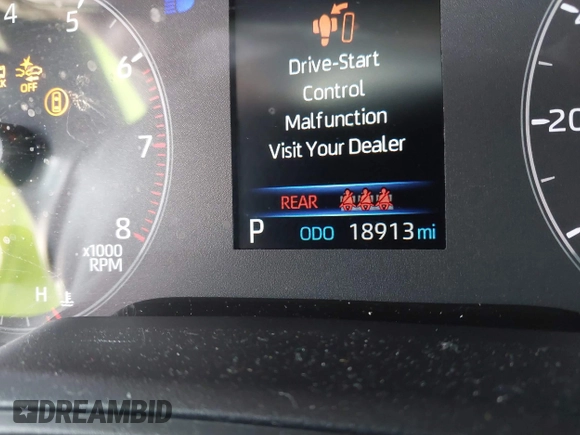 4
5
6
7
8
x1000
RPM
H
OFF
Drive-Start
Control
Malfunction
Visit Your Dealer
REAR
P ODO 18913 mi
20
DREAMBID